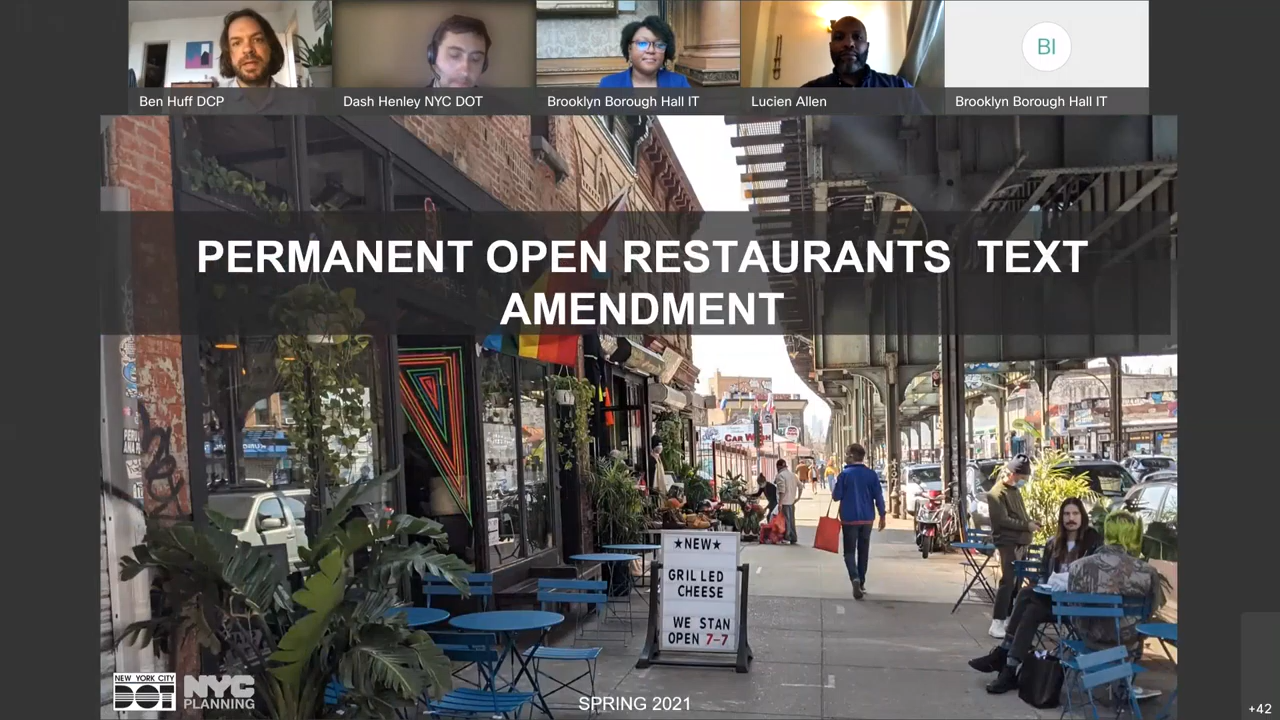 Ben Huff DCP
Dash Henley NYC DOT
Brooklyn Borough Hall IT
Lucien Allen
BI
Brooklyn Borough Hall IT
PERMANENT OPEN RESTAURANTS TEXT
AMENDMENT
CAR WASH
★NEW★
GRILLED
CHEESE
WE STAN
OPEN 7-7
NEW YORK CITY
DOT
NYC
PLANNING
SPRING 2021
+42